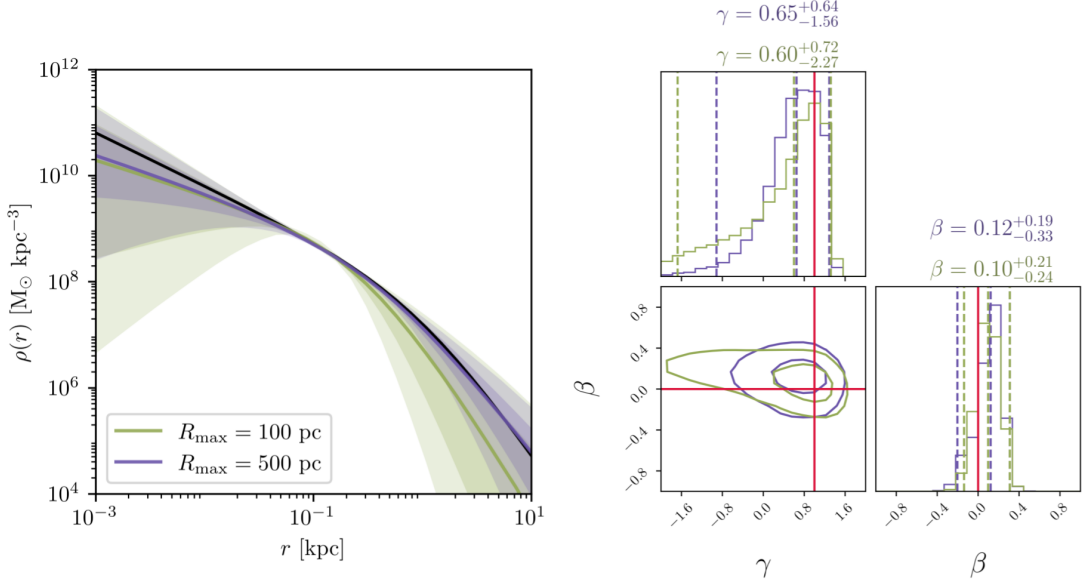 γ = 0.65^{+0.64}_{-1.56}
γ = 0.60^{+0.72}_{-2.27}
10^{12}
10^{10}
10^{8}
10^{6}
10^{4}
ρ(r) [M_⊙ kpc^{-3}]
R_{max} = 100 pc
R_{max} = 500 pc
10^{-3}
10^{-1}
10^{1}
r [kpc]
β = 0.12^{+0.19}_{-0.33}
β = 0.10^{+0.21}_{-0.24}
0.8
0.4
0.0
-0.4
-0.8
β
-1.6
-0.8
0.0
0.8
1.6
γ
-0.8
-0.4
0.0
0.4
0.8
β